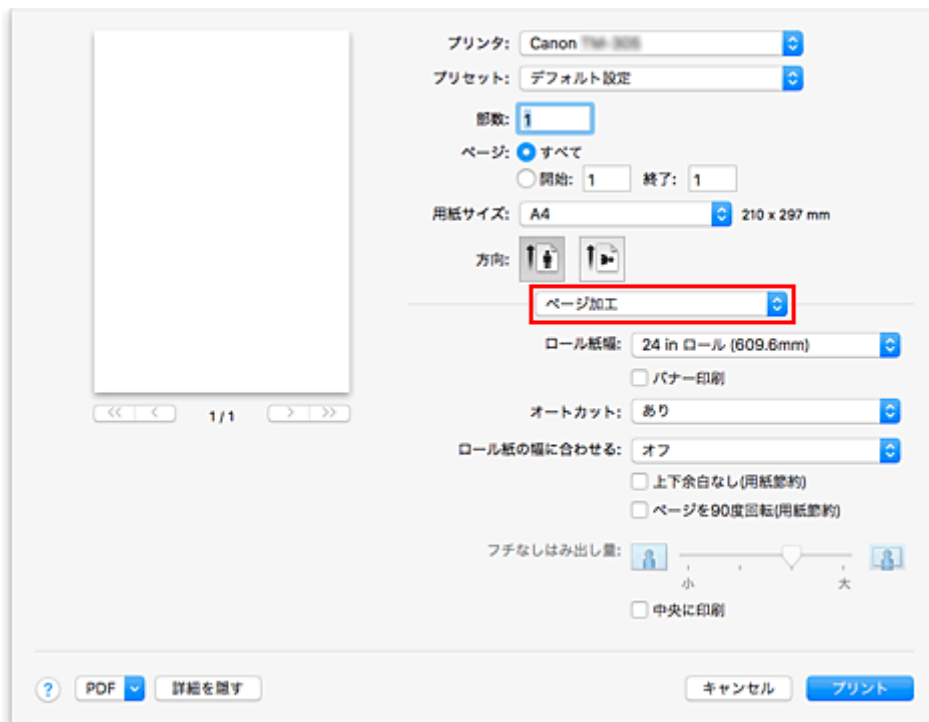 プリンタ: Canon
プリセット: デフォルト設定
部数: 1
ページ: すべて
開始: 1 終了: 1
用紙サイズ: A4 210 x 297 mm
方向:
ページ加工
ロール紙幅: 24 in ロール (609.6mm)
バナー印刷
1/1
オートカット: あり
ロール紙の幅に合わせる: オフ
上下余白なし(用紙節約)
ページを90度回転(用紙節約)
フチなしはみ出し量:
小 大
中央に印刷
? PDF 詳細を隠す キャンセル プリント